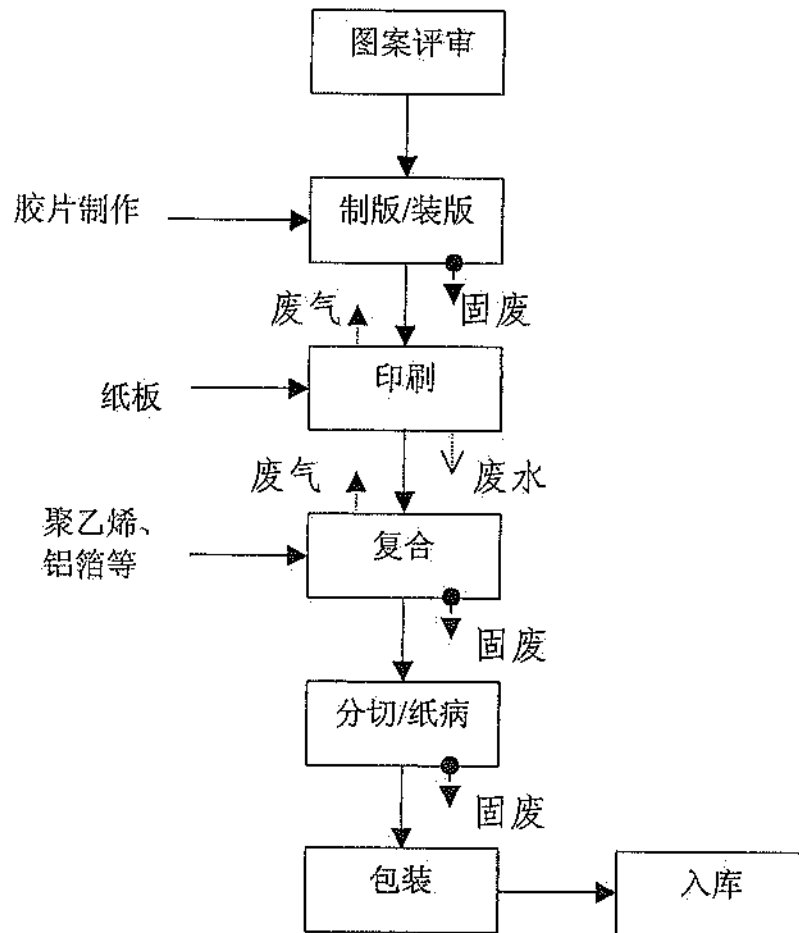 图案评审
胶片制作
制版/装版
废气
固废
纸板
印刷
废气
废水
聚乙烯、
铝箔等
复合
固废
分切/纸病
固废
包装
入库